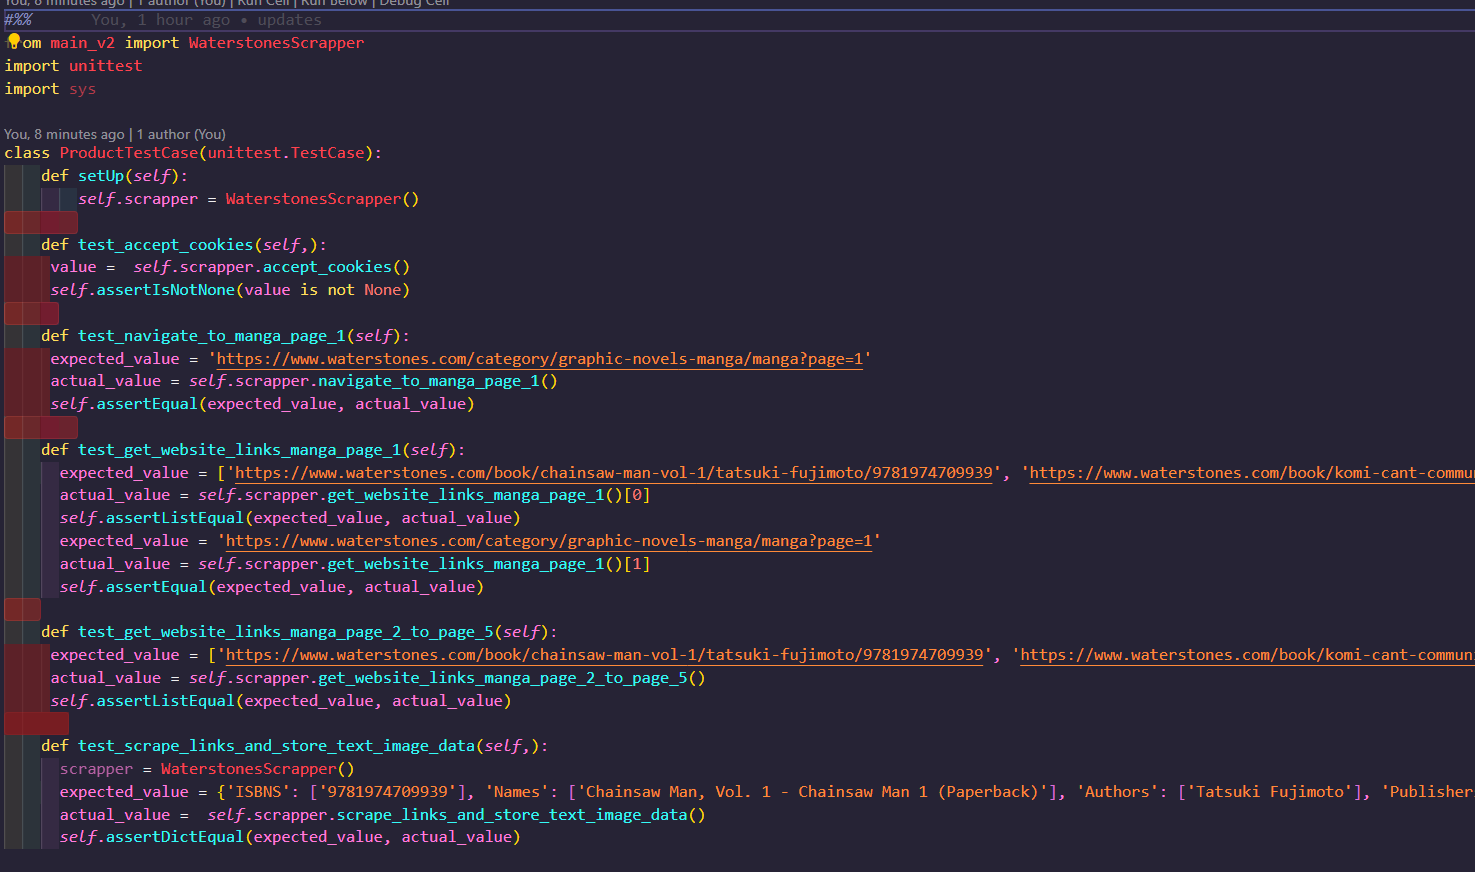 You, 8 minutes ago | 1 author (You) | Run Cell | Run Below | Debug Cell
#%% You, 1 hour ago • updates
from main_v2 import WaterstonesScrapper
import unittest
import sys
You, 8 minutes ago | 1 author (You)
class ProductTestCase(unittest.TestCase):
def setUp(self):
self.scrapper = WaterstonesScrapper()
def test_accept_cookies(self,):
value =  self.scrapper.accept_cookies()
self.assertIsNotNone(value is not None)
def test_navigate_to_manga_page_1(self):
expected_value = 'https://www.waterstones.com/category/graphic-novels-manga/manga?page=1'
actual_value = self.scrapper.navigate_to_manga_page_1()
self.assertEqual(expected_value, actual_value)
def test_get_website_links_manga_page_1(self):
expected_value = ['https://www.waterstones.com/book/chainsaw-man-vol-1/tatsuki-fujimoto/9781974709939', 'https://www.waterstones.com/book/komi-cant-commu
actual_value = self.scrapper.get_website_links_manga_page_1()[0]
self.assertListEqual(expected_value, actual_value)
expected_value = 'https://www.waterstones.com/category/graphic-novels-manga/manga?page=1'
actual_value = self.scrapper.get_website_links_manga_page_1()[1]
self.assertEqual(expected_value, actual_value)
def test_get_website_links_manga_page_2_to_page_5(self):
expected_value = ['https://www.waterstones.com/book/chainsaw-man-vol-1/tatsuki-fujimoto/9781974709939', 'https://www.waterstones.com/book/komi-cant-commun
actual_value = self.scrapper.get_website_links_manga_page_2_to_page_5()
self.assertListEqual(expected_value, actual_value)
def test_scrape_links_and_store_text_image_data(self,):
scrapper = WaterstonesScrapper()
expected_value = {'ISBNS': ['9781974709939'], 'Names': ['Chainsaw Man, Vol. 1 - Chainsaw Man 1 (Paperback)'], 'Authors': ['Tatsuki Fujimoto'], 'Publisher
actual_value =  self.scrapper.scrape_links_and_store_text_image_data()
self.assertDictEqual(expected_value, actual_value)